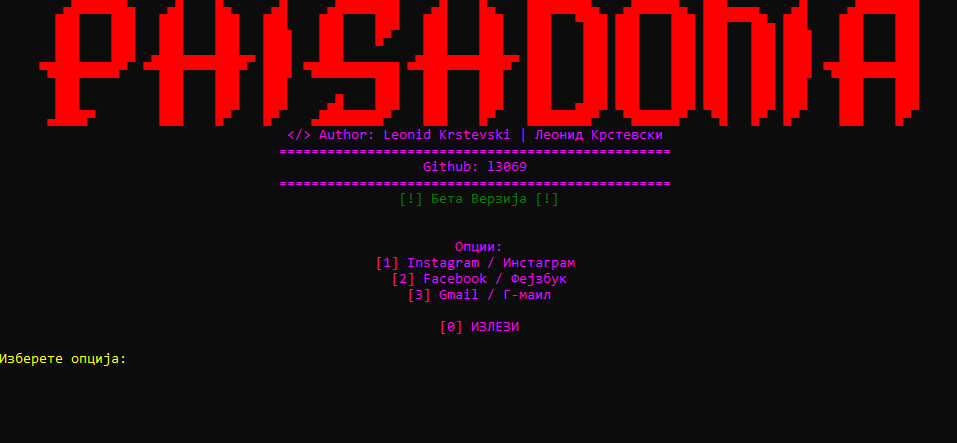 PHISHDONIA
</> Author: Leonid Krstevski | Леонид Крстевски
=================================================
Github: l3069
=================================================
[!] Бета Верзија [!]
Опции:
[1] Instagram / Инстаграм
[2] Facebook / Фејзбук
[3] Gmail / Г-маил
[0] ИЗЛЕЗИ
Изберете опција: